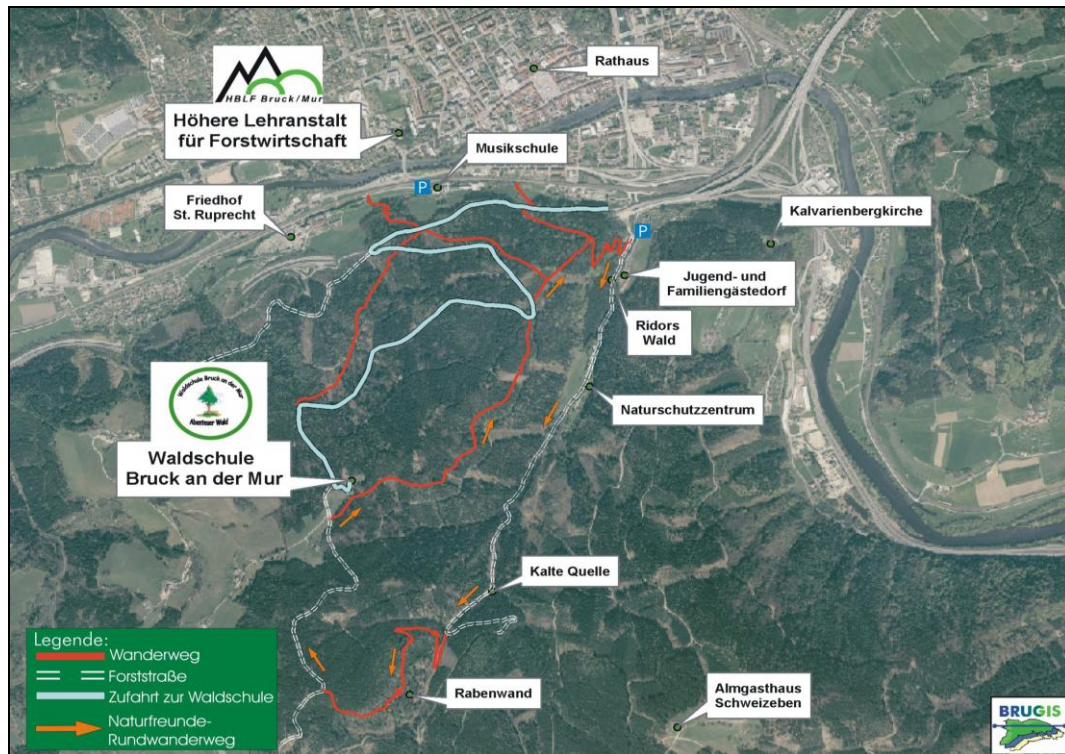 HBLF Bruck/Mur
Höhere Lehranstalt
für Forstwirtschaft
Rathaus
Musikschule
P
Friedhof
St. Ruprecht
Kalvarienbergkirche
P
Jugend- und
Familiengästedorf
Ridors
Wald
Waldschule Bruck an der Mur
Abenteuer Wald
Naturschutzzentrum
Waldschule
Bruck an der Mur
Kalte Quelle
Legende:
Wanderweg
Forststraße
Zufahrt zur Waldschule
Naturfreunde-
Rundwanderweg
Rabenwand
Almgasthaus
Schweizeben
BRUGIS